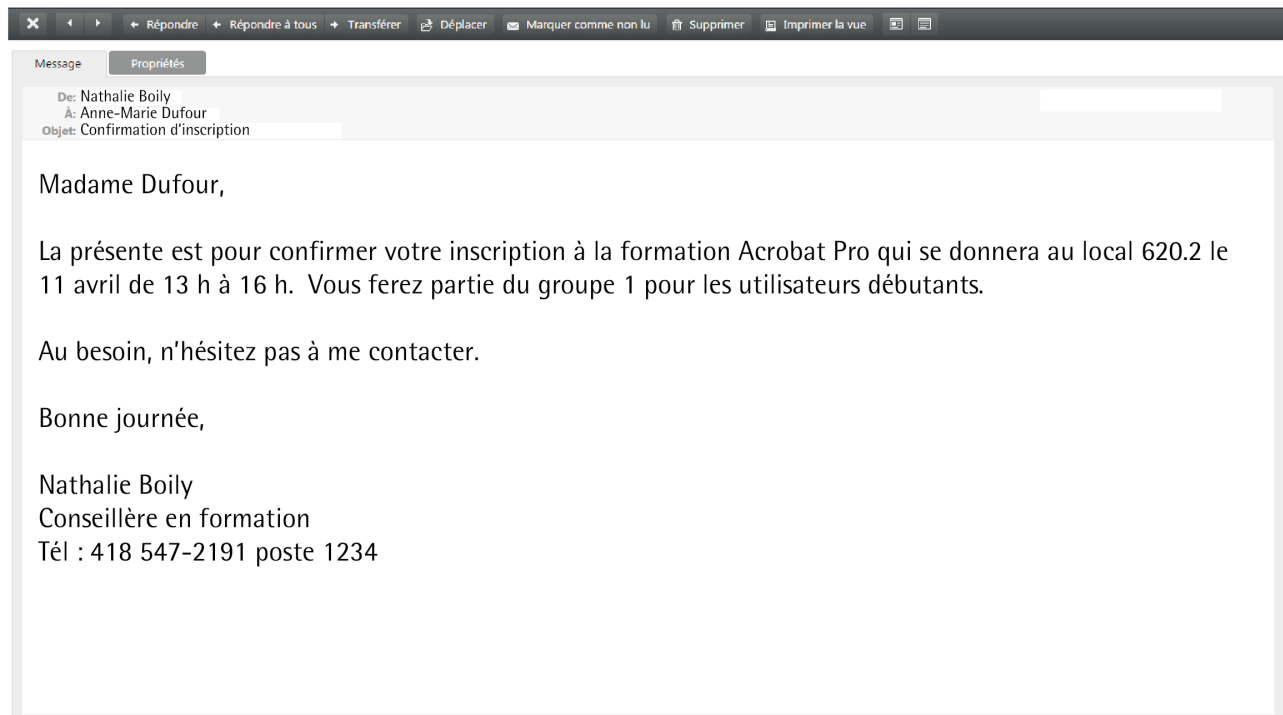 Répondre Répondre à tous Transférer Déplacer Marquer comme non lu Supprimer Imprimer la vue
Message Propriétés
De: Nathalie Boily
À: Anne-Marie Dufour
Objet: Confirmation d'inscription
Madame Dufour,
La présente est pour confirmer votre inscription à la formation Acrobat Pro qui se donnera au local 620.2 le
11 avril de 13 h à 16 h.  Vous ferez partie du groupe 1 pour les utilisateurs débutants.
Au besoin, n'hésitez pas à me contacter.
Bonne journée,
Nathalie Boily
Conseillère en formation
Tél : 418 547-2191 poste 1234